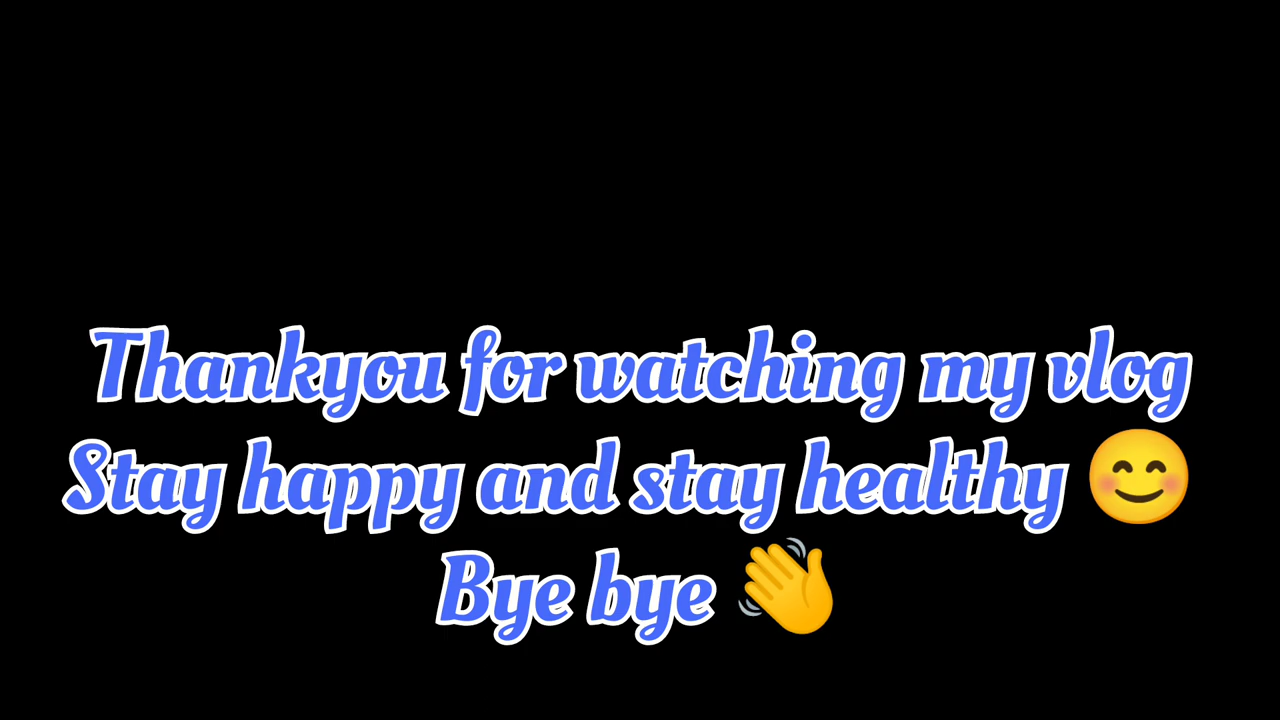 Thankyou for watching my vlog
Stay happy and stay healthy 😊
Bye bye 👋